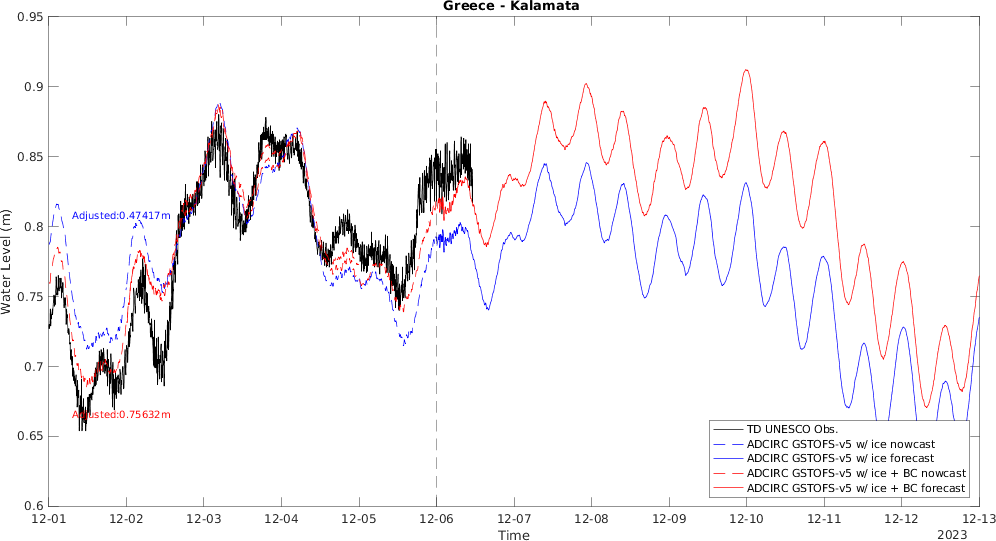 Greece - Kalamata
0.95
0.9
0.85
0.8
0.75
0.7
0.65
0.6
Water Level (m)
Adjusted:0.47417m
Adjusted:0.75632m
TD UNESCO Obs.
ADCIRC GSTOFS-v5 w/ ice nowcast
ADCIRC GSTOFS-v5 w/ ice forecast
ADCIRC GSTOFS-v5 w/ ice + BC nowcast
ADCIRC GSTOFS-v5 w/ ice + BC forecast
12-01 12-02 12-03 12-04 12-05 12-06 12-07 12-08 12-09 12-10 12-11 12-12 12-13
Time
2023